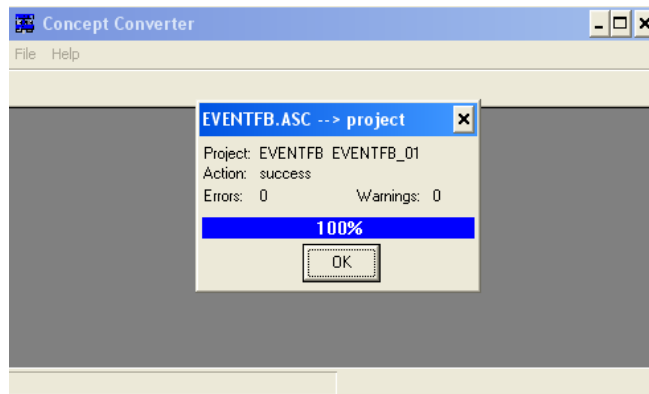 Concept Converter
File Help
EVENTFB.ASC --> project
Project: EVENTFB EVENTFB_01
Action: success
Errors: 0 Warnings: 0
100%
OK